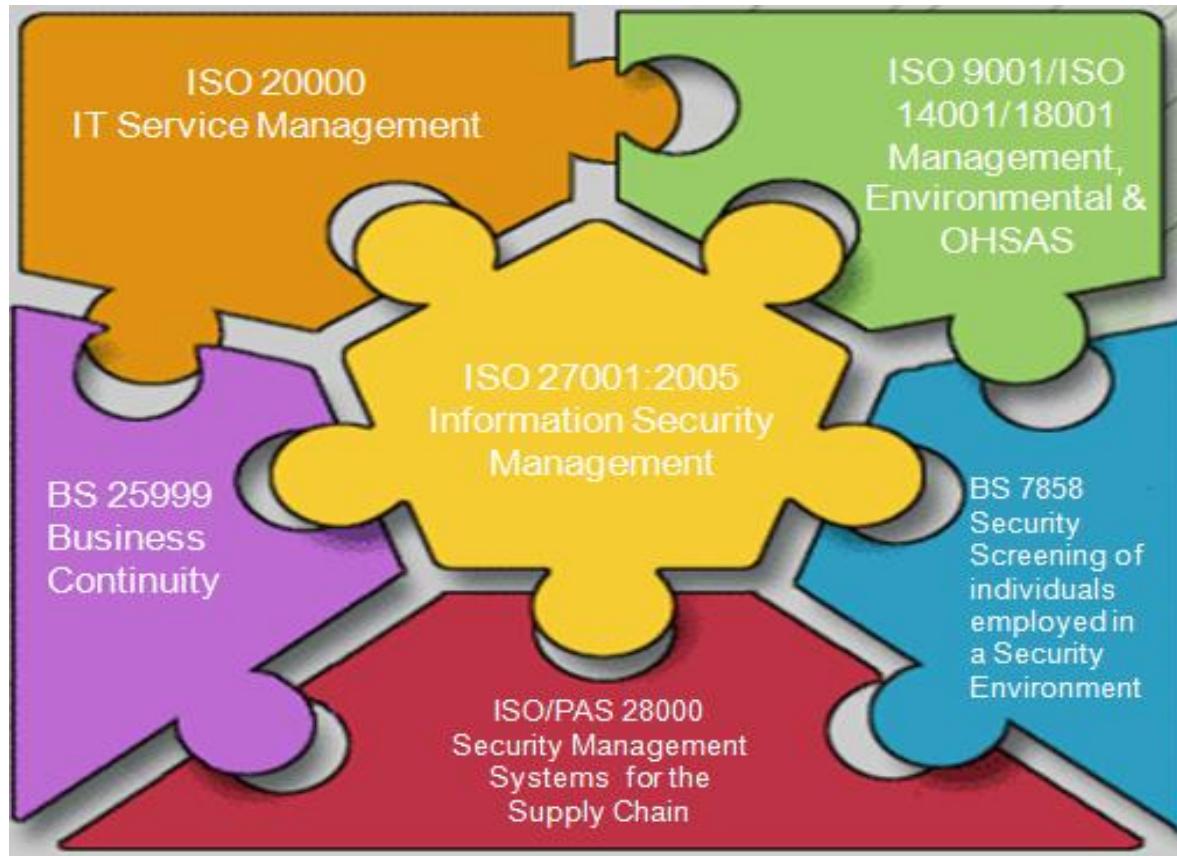 ISO 20000
IT Service Management
ISO 9001/ISO
14001/18001
Management,
Environmental &
OHSAS
ISO 27001:2005
Information Security
Management
BS 25999
Business
Continuity
BS 7858
Security
Screening of
individuals
employed in
a Security
Environment
ISO/PAS 28000
Security Management
Systems for the
Supply Chain